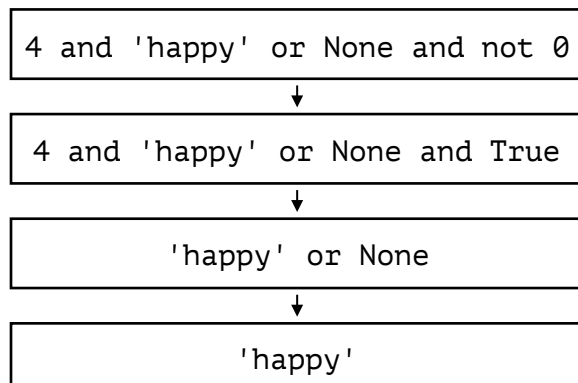 4 and 'happy' or None and not 0
4 and 'happy' or None and True
'happy' or None
'happy'